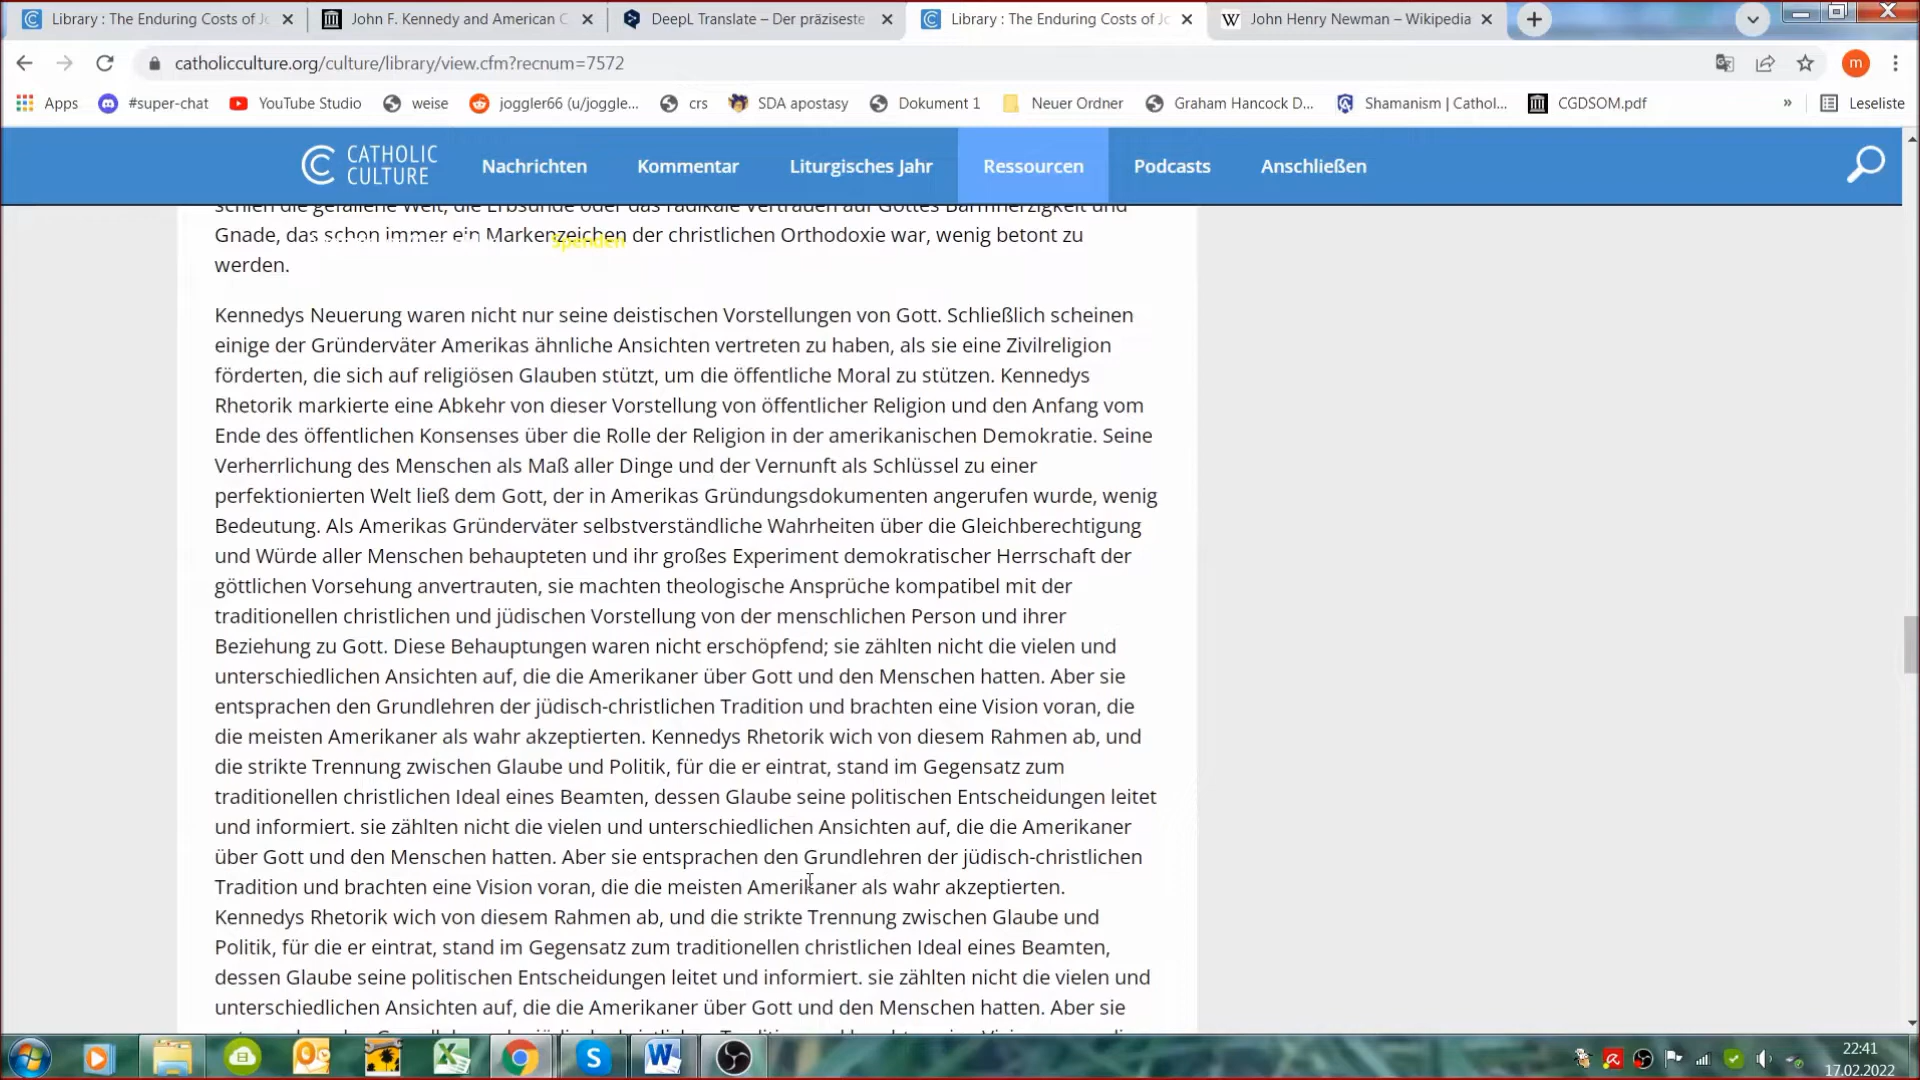 Library : The Enduring Costs of Jo
John F. Kennedy and American C
DeepL Translate – Der präziseste
Library : The Enduring Costs of Jo
W John Henry Newman – Wikipedia
catholicculture.org/culture/library/view.cfm?recnum=7572
m
Apps
#super-chat
YouTube Studio
weise
joggler66 (u/joggle...
crs
SDA apostasy
Dokument 1
Neuer Ordner
Graham Hancock D...
Shamanism | Cathol...
CGDSOM.pdf
»
Leseliste
CATHOLIC
CULTURE
Nachrichten
Kommentar
Liturgisches Jahr
Ressourcen
Podcasts
Anschließen
schien die gefallene Welt, die Erbsünde oder das radikale Vertrauen auf Gottes Barmherzigkeit und
Gnade, das schon immer ein Markenzeichen der christlichen Orthodoxie war, wenig betont zu
Spenden
werden.
Kennedys Neuerung waren nicht nur seine deistischen Vorstellungen von Gott. Schließlich scheinen
einige der Gründerväter Amerikas ähnliche Ansichten vertreten zu haben, als sie eine Zivilreligion
förderten, die sich auf religiösen Glauben stützt, um die öffentliche Moral zu stützen. Kennedys
Rhetorik markierte eine Abkehr von dieser Vorstellung von öffentlicher Religion und den Anfang vom
Ende des öffentlichen Konsenses über die Rolle der Religion in der amerikanischen Demokratie. Seine
Verherrlichung des Menschen als Maß aller Dinge und der Vernunft als Schlüssel zu einer
perfektionierten Welt ließ dem Gott, der in Amerikas Gründungsdokumenten angerufen wurde, wenig
Bedeutung. Als Amerikas Gründerväter selbstverständliche Wahrheiten über die Gleichberechtigung
und Würde aller Menschen behaupteten und ihr großes Experiment demokratischer Herrschaft der
göttlichen Vorsehung anvertrauten, sie machten theologische Ansprüche kompatibel mit der
traditionellen christlichen und jüdischen Vorstellung von der menschlichen Person und ihrer
Beziehung zu Gott. Diese Behauptungen waren nicht erschöpfend; sie zählten nicht die vielen und
unterschiedlichen Ansichten auf, die die Amerikaner über Gott und den Menschen hatten. Aber sie
entsprachen den Grundlehren der jüdisch-christlichen Tradition und brachten eine Vision voran, die
die meisten Amerikaner als wahr akzeptierten. Kennedys Rhetorik wich von diesem Rahmen ab, und
die strikte Trennung zwischen Glaube und Politik, für die er eintrat, stand im Gegensatz zum
traditionellen christlichen Ideal eines Beamten, dessen Glaube seine politischen Entscheidungen leitet
und informiert. sie zählten nicht die vielen und unterschiedlichen Ansichten auf, die die Amerikaner
über Gott und den Menschen hatten. Aber sie entsprachen den Grundlehren der jüdisch-christlichen
Tradition und brachten eine Vision voran, die die meisten Amerikaner als wahr akzeptierten.
Kennedys Rhetorik wich von diesem Rahmen ab, und die strikte Trennung zwischen Glaube und
Politik, für die er eintrat, stand im Gegensatz zum traditionellen christlichen Ideal eines Beamten,
dessen Glaube seine politischen Entscheidungen leitet und informiert. sie zählten nicht die vielen und
unterschiedlichen Ansichten auf, die die Amerikaner über Gott und den Menschen hatten. Aber sie
22:41
17.02.2022